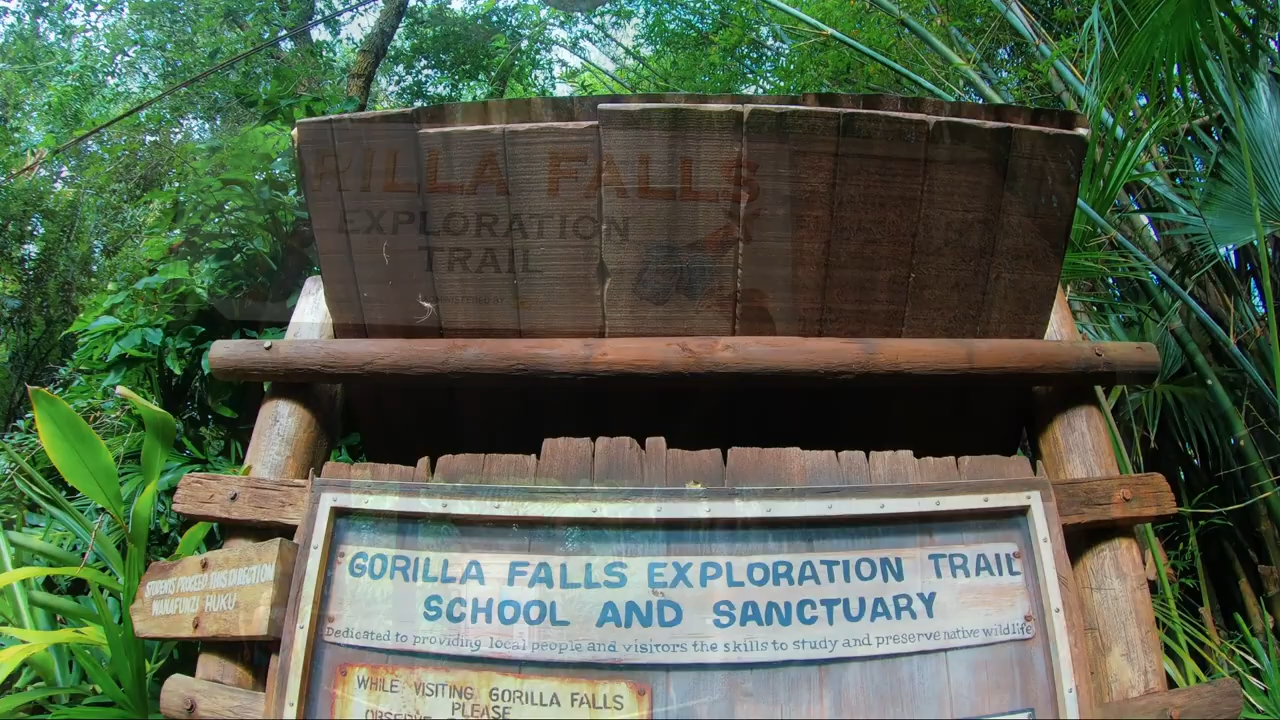 RILLA FALLS
EXPLORATION
TRAIL
GORILLA FALLS EXPLORATION TRAIL
SCHOOL AND SANCTUARY
Dedicated to providing local people and visitors the skills to study and preserve native wildlife
STUDENTS PROCEED THIS DIRECTION
WANAFUNZI HUKU
WHILE VISITING GORILLA FALLS
PLEASE